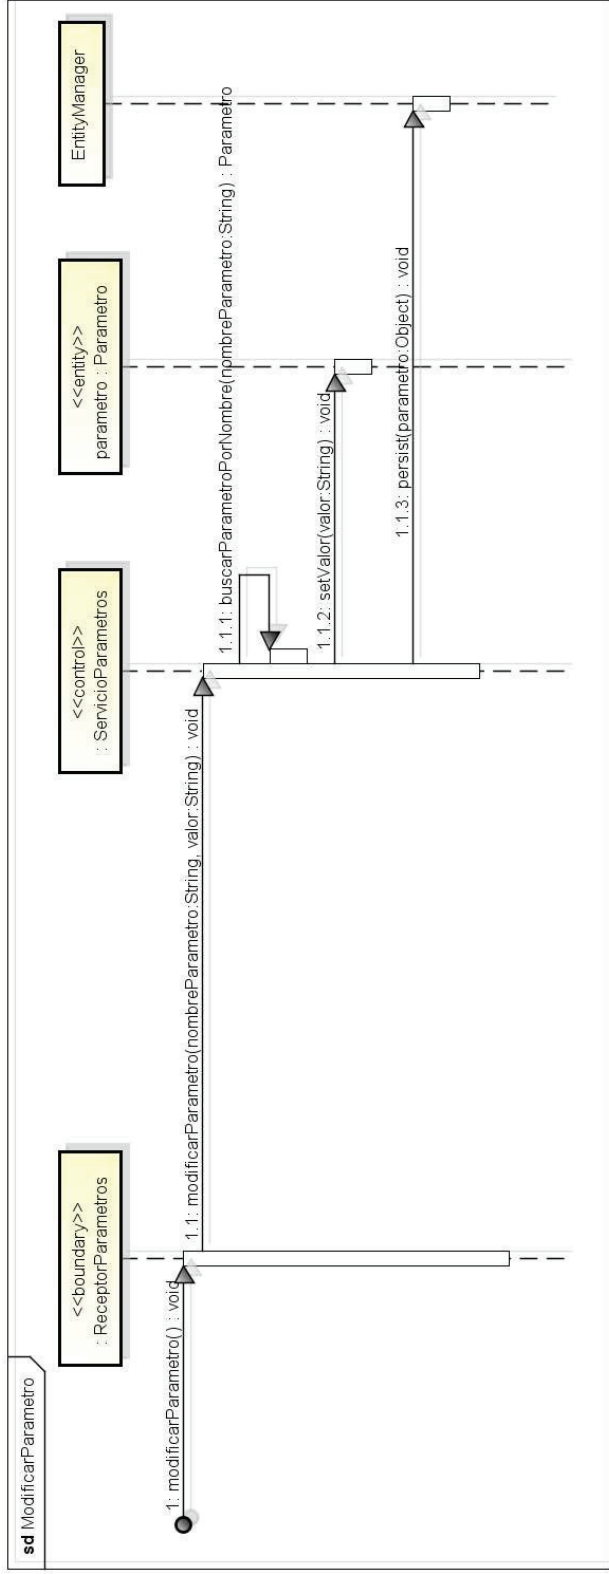 sd ModificarParametro
<<boundary>>
: ReceptorParametros
<<control>>
: ServicioParametros
<<entity>>
parametro : Parametro
EntityManager
1: modificarParametro() : void
1.1: modificarParametro(nombreParametro:String, valor:String) : void
1.1.1: buscarParametroPorNombre(nombreParametro:String) : Parametro
1.1.2: setValor(valor:String) : void
1.1.3: persist(parametro:Object) : void